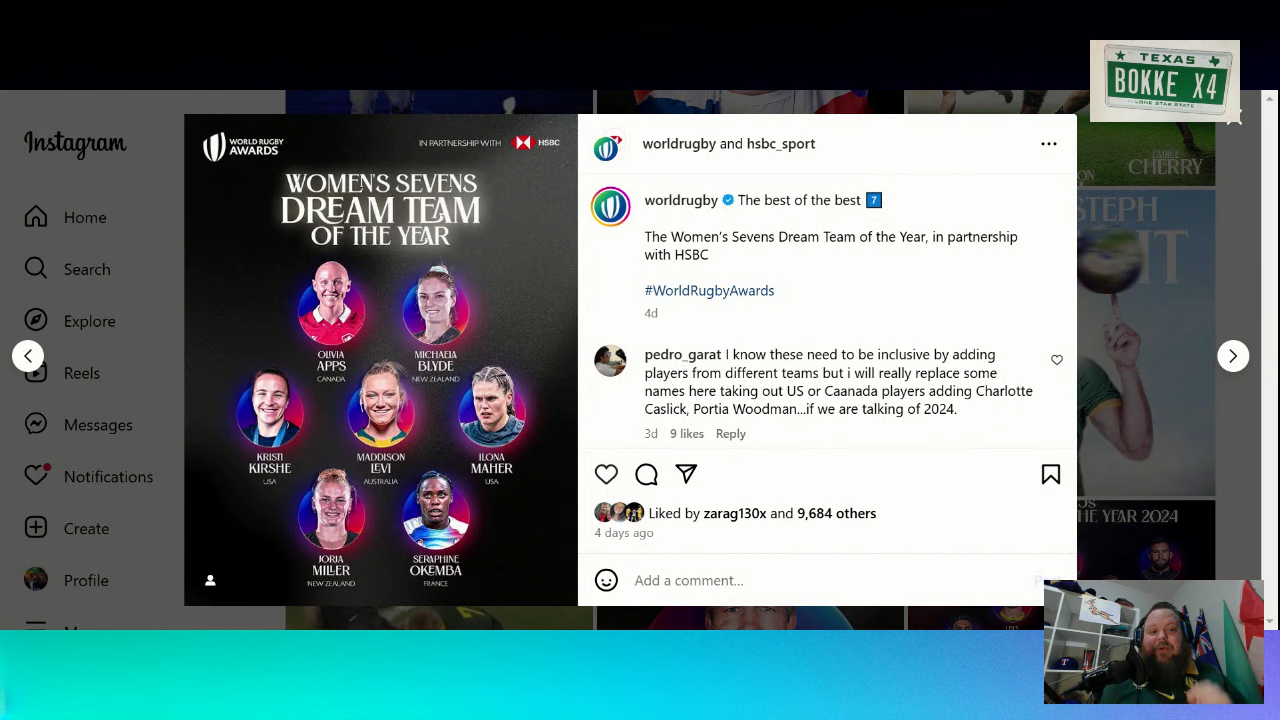 TEXAS
BOKKE X4
LONE STAR STATE
Instagram
Home
Search
Explore
Reels
Messages
Notifications
Create
Profile
WORLD RUGBY
AWARDS
IN PARTNERSHIP WITH
HSBC
WOMEN'S SEVENS
DREAM TEAM
OF THE YEAR
OLIVIA
APPS
CANADA
MICHAELA
BLYDE
NEW ZEALAND
KRISTI
KIRSHE
USA
MADDISON
LEVI
AUSTRALIA
ILONA
MAHER
USA
JORJA
MILLER
NEW ZEALAND
SERAPHINE
OKEMBA
FRANCE
worldrugby and hsbc_sport
worldrugby The best of the best 7
The Women's Sevens Dream Team of the Year, in partnership
with HSBC
#WorldRugbyAwards
4d
pedro_garat I know these need to be inclusive by adding
players from different teams but i will really replace some
names here taking out US or Caanada players adding Charlotte
Caslick, Portia Woodman...if we are talking of 2024.
3d 9 likes Reply
Liked by zarag130x and 9,684 others
4 days ago
Add a comment...
CHERRY
STEPH
HE YEAR 2024
T